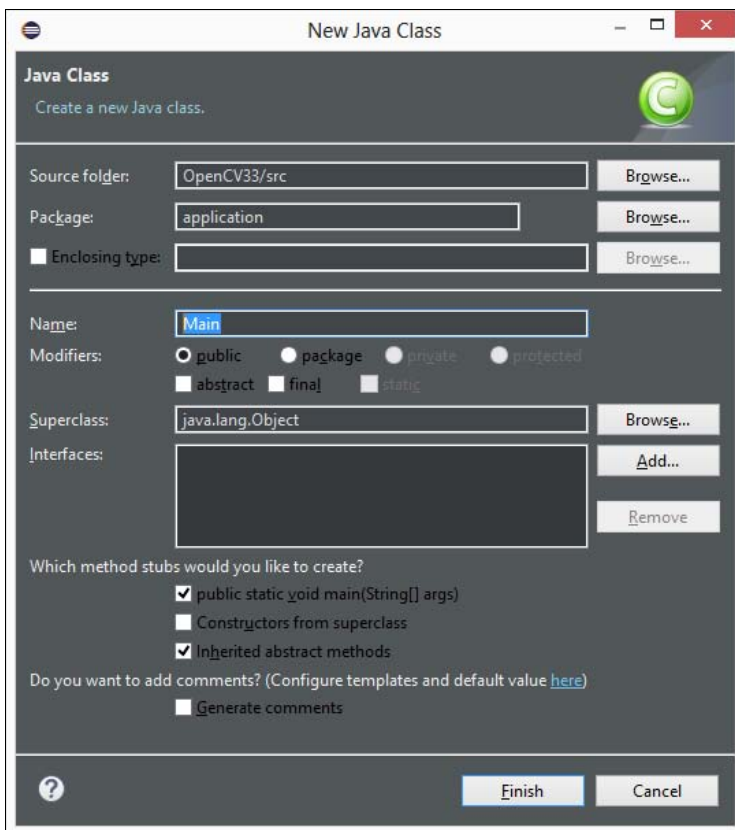 New Java Class
Java Class
Create a new Java class.
Source folder: OpenCV33/src Browse...
Package: application Browse...
Enclosing type: Browse...
Name: Main
Modifiers: public package private protected
abstract final static
Superclass: java.lang.Object Browse...
Interfaces: Add...
Remove
Which method stubs would you like to create?
public static void main(String[] args)
Constructors from superclass
Inherited abstract methods
Do you want to add comments? (Configure templates and default value here)
Generate comments
? Finish Cancel